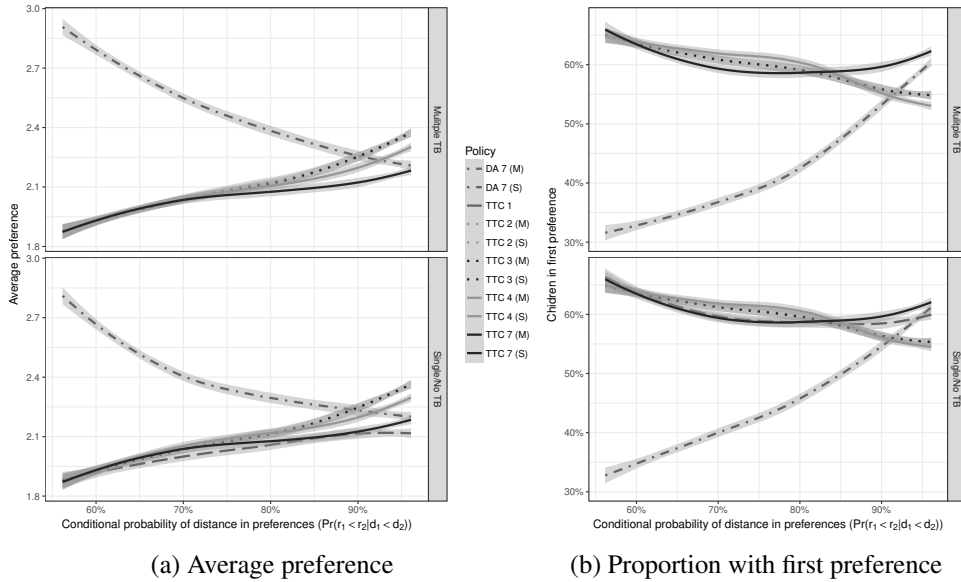 3.0
2.7
2.4
2.1
1.8
Mulitple TB
3.0
2.7
2.4
2.1
1.8
Single/No TB
Average preference
60%
70%
80%
90%
Conditional probability of distance in preferences (Pr(r1 < r2|d1 < d2))
Policy
DA 7 (M)
DA 7 (S)
TTC 1
TTC 2 (M)
TTC 2 (S)
TTC 3 (M)
TTC 3 (S)
TTC 4 (M)
TTC 4 (S)
TTC 7 (M)
TTC 7 (S)
60%
50%
40%
30%
Mulitple TB
60%
50%
40%
30%
Single/No TB
Chidren in first preference
60%
70%
80%
90%
Conditional probability of distance in preferences (Pr(r1 < r2|d1 < d2))
(a) Average preference
(b) Proportion with first preference